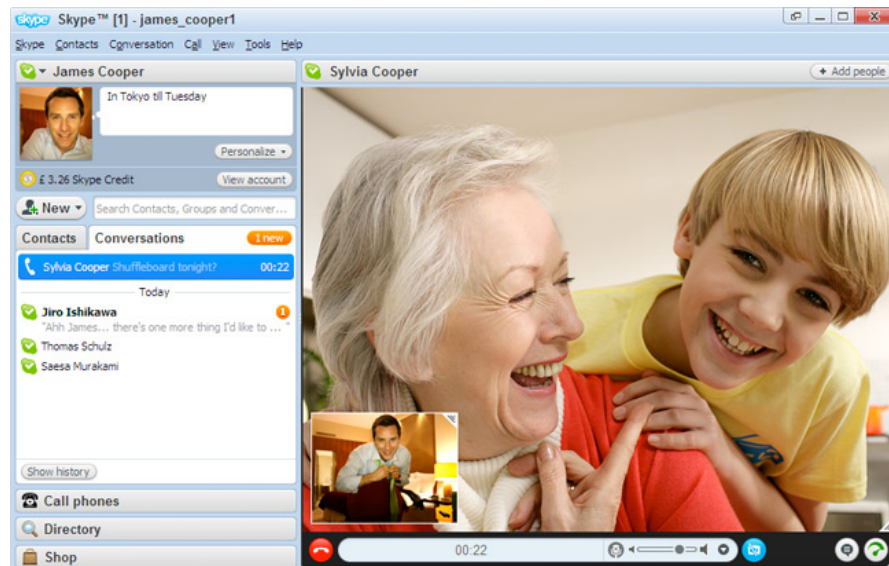 skype Skype™ [1] - james_cooper1
Skype Contacts Conversation Call View Tools Help
James Cooper
In Tokyo till Tuesday
Personalize
£ 3.26 Skype Credit View account
New Search Contacts, Groups and Conver...
Contacts Conversations 1 new
Sylvia Cooper Shuffleboard tonight? 00:22
Today
Jiro Ishikawa 1
"Ahh James... there's one more thing I'd like to ... "
Thomas Schulz
Saesa Murakami
Show history
Call phones
Directory
Shop
Sylvia Cooper + Add people
00:22